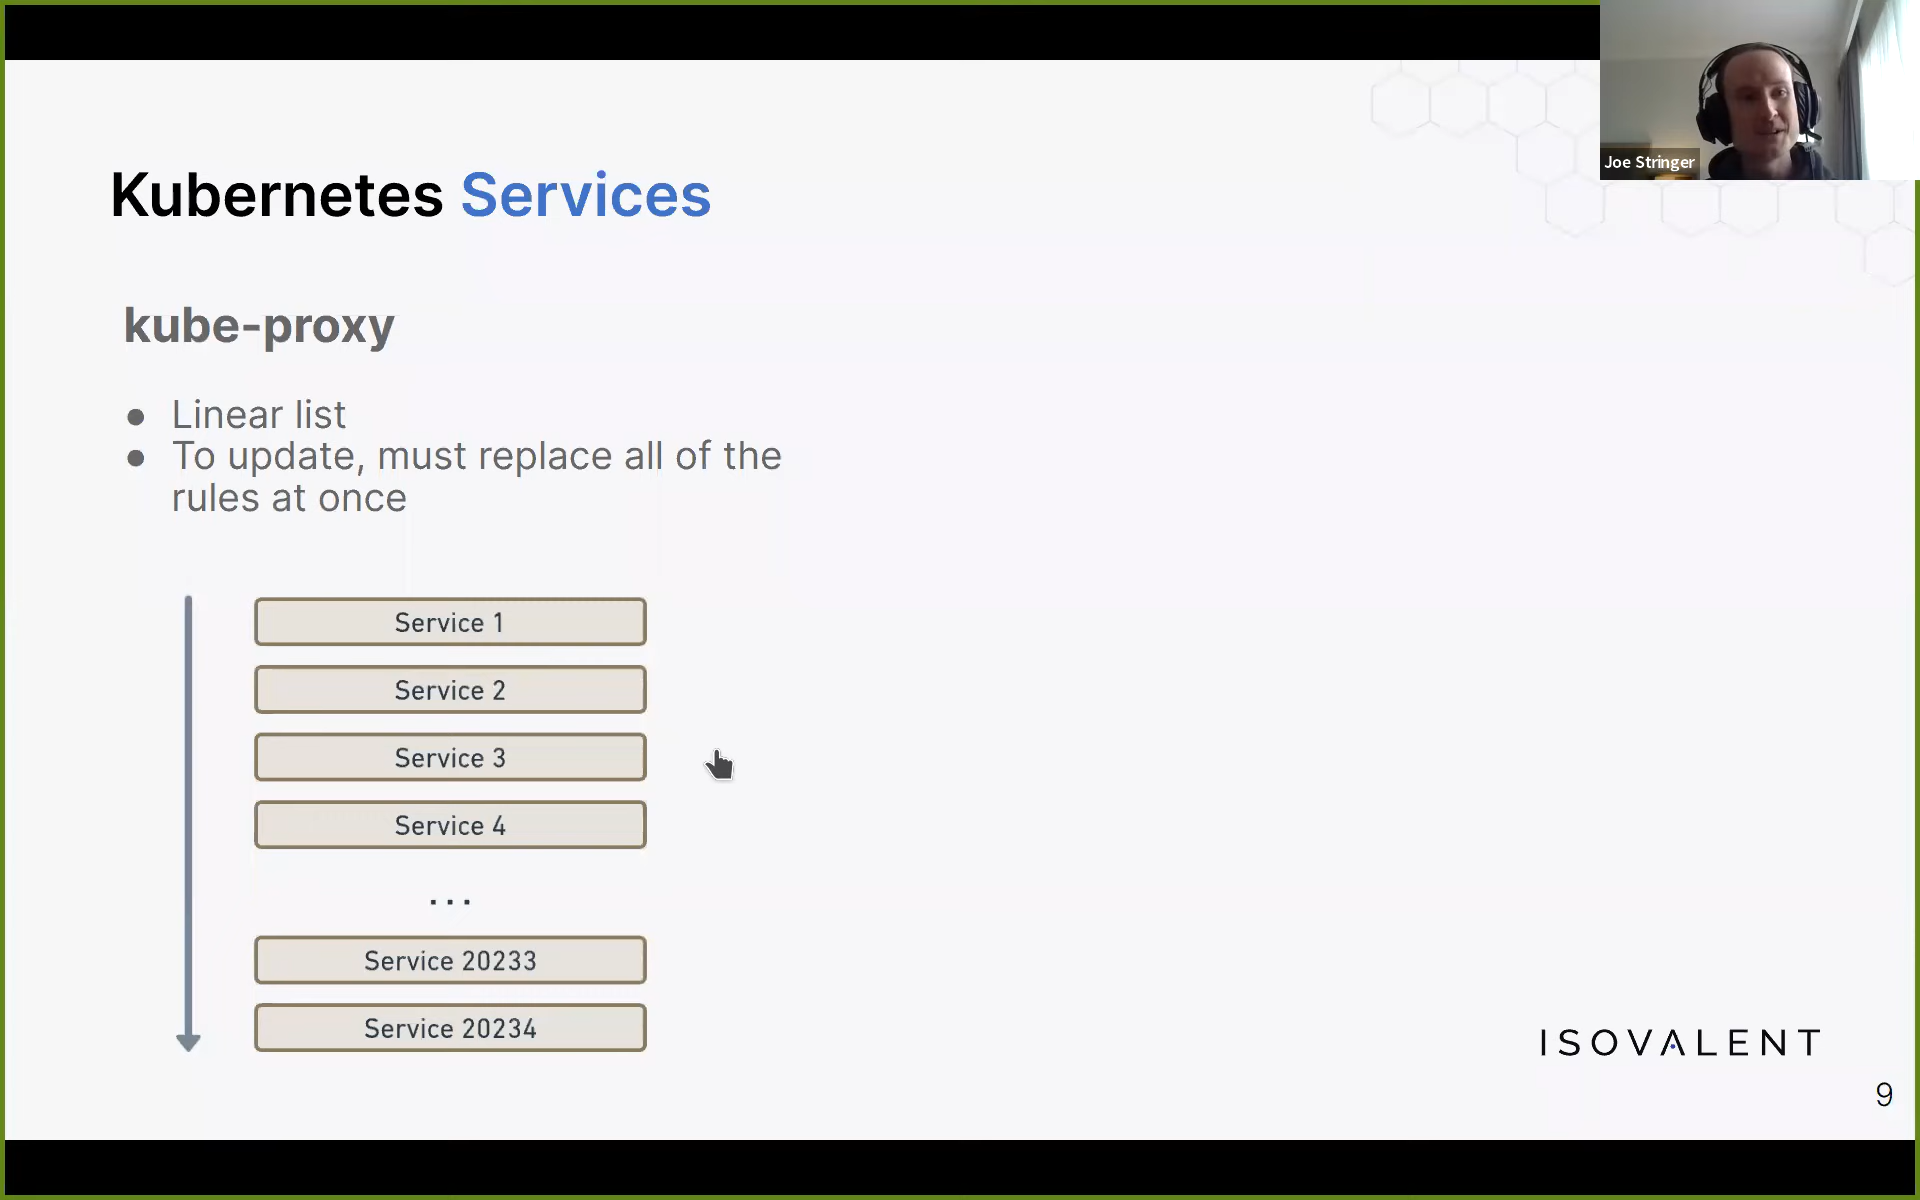 Joe Stringer
Kubernetes Services
kube-proxy
● Linear list
● To update, must replace all of the
rules at once
Service 1
Service 2
Service 3
Service 4
...
Service 20233
Service 20234
ISOVALENT
9